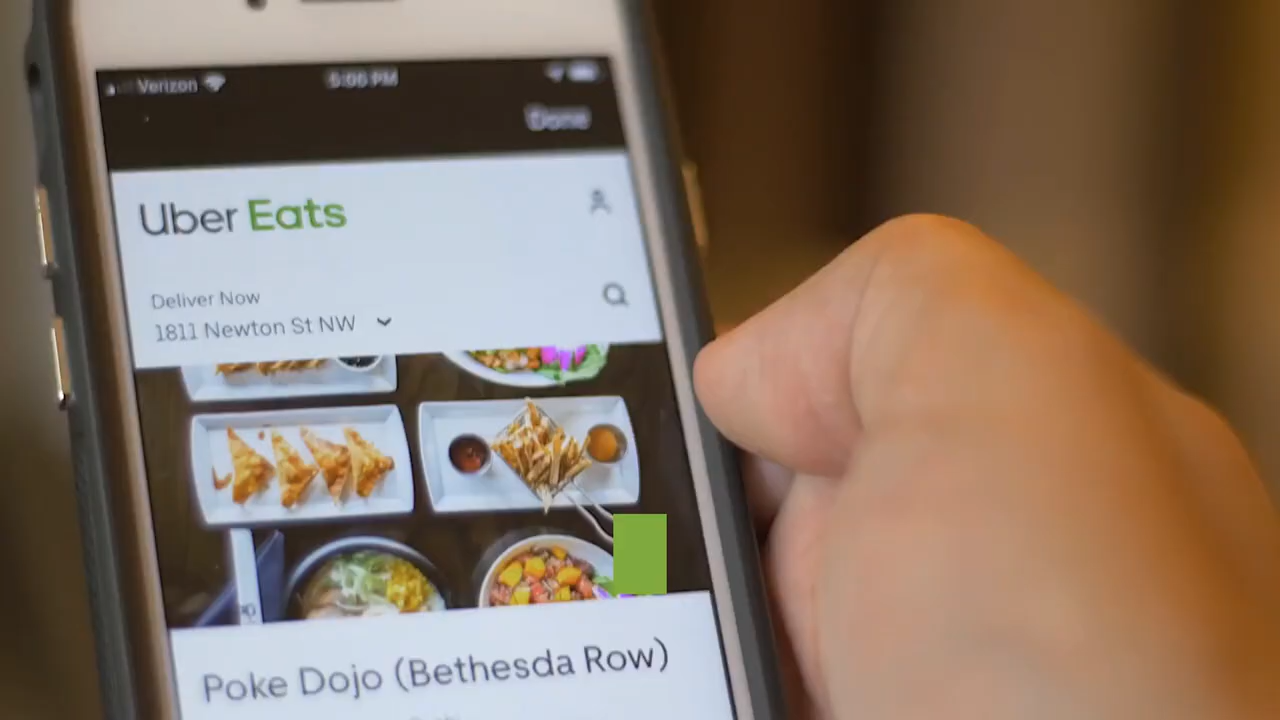 Verizon 5:00 PM
Done
Uber Eats
Deliver Now
1811 Newton St NW
Poke Dojo (Bethesda Row)